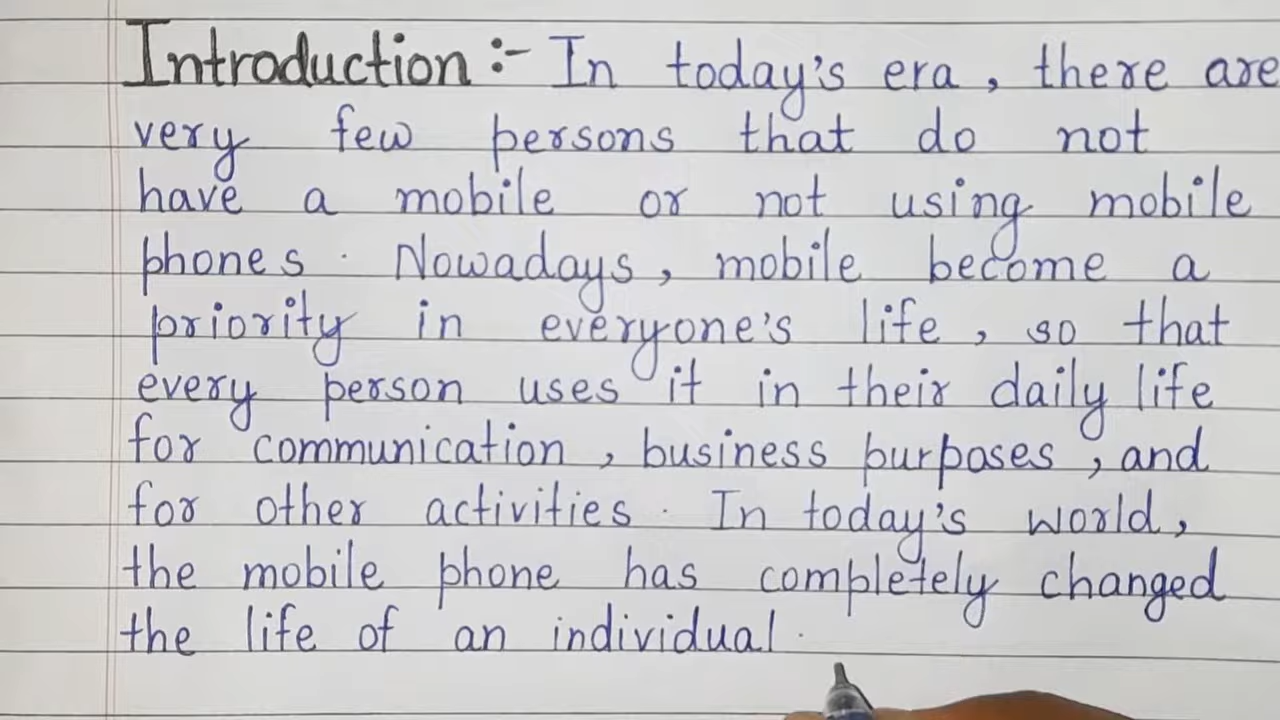 Introduction :- In today's era, there are
very few persons that do not
have a mobile or not using mobile
phones. Nowadays, mobile become a
priority in everyone's life, so that
every person uses it in their daily life
for communication, business purposes, and
for other activities. In today's world,
the mobile phone has completely changed
the life of an individual.